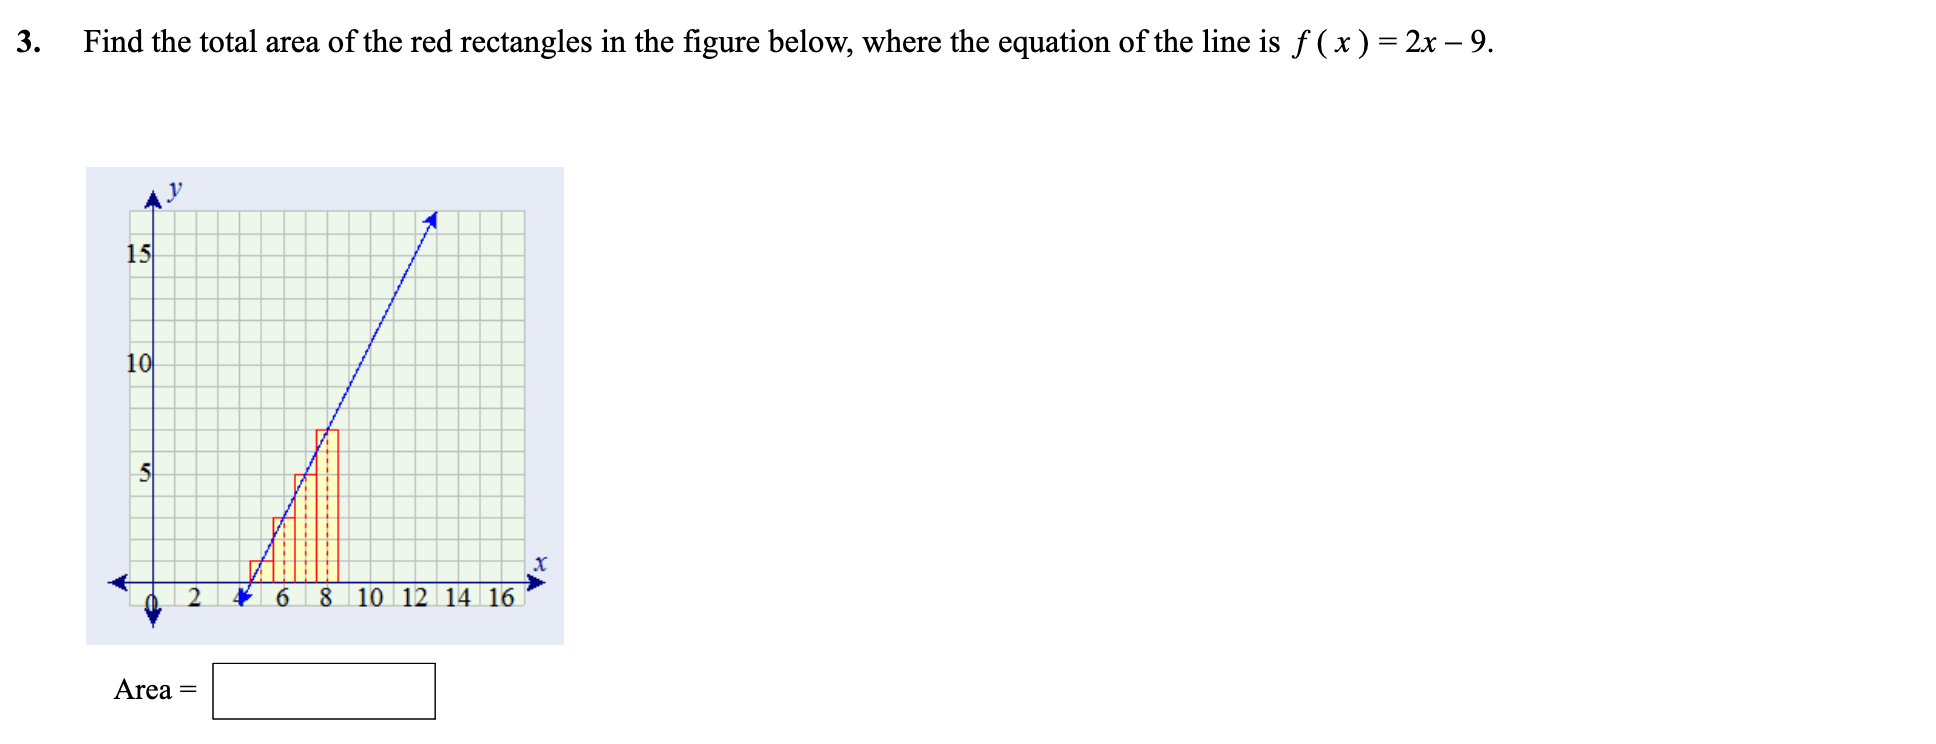 3. Find the total area of the red rectangles in the figure below, where the equation of the line is f ( x ) = 2x – 9.
y
15
10
5
x
0 2 4 6 8 10 12 14 16
Area =